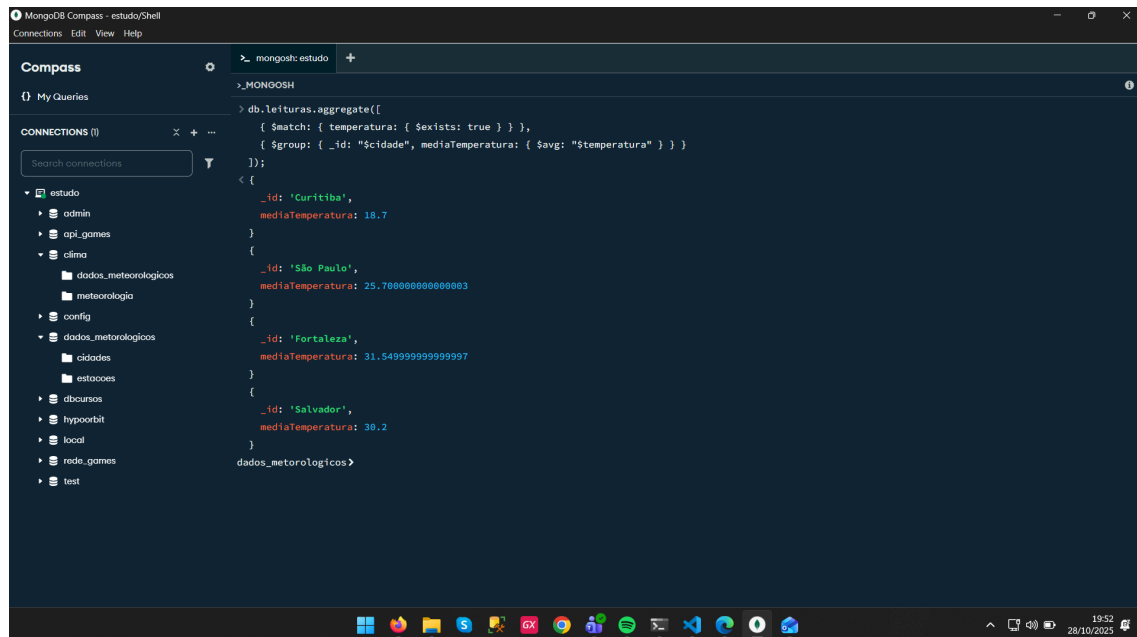 MongoDB Compass - estudo/Shell
Connections Edit View Help
Compass
{} My Queries
CONNECTIONS (1)
Search connections
estudo
admin
api_games
clima
dados_meteorologicos
meteorologia
config
dados_metorologicos
cidades
estacoes
dbcursos
hypoorbit
local
rede_games
test
>_ mongosh: estudo +
>_MONGOSH
> db.leituras.aggregate([
{ $match: { temperatura: { $exists: true } } },
{ $group: { _id: "$cidade", mediaTemperatura: { $avg: "$temperatura" } } }
]);
< {
_id: 'Curitiba',
mediaTemperatura: 18.7
}
{
_id: 'São Paulo',
mediaTemperatura: 25.700000000000003
}
{
_id: 'Fortaleza',
mediaTemperatura: 31.549999999999997
}
{
_id: 'Salvador',
mediaTemperatura: 30.2
}
dados_metorologicos>
GX
19:52
28/10/2025